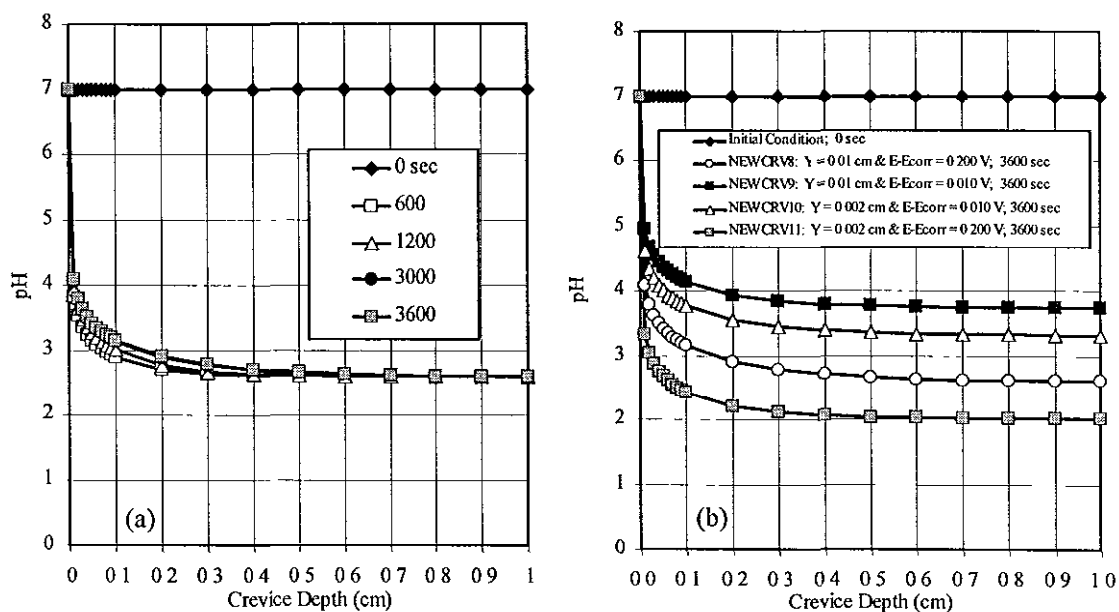 8
7
6
5
4
3
2
1
0
pH
0 sec
600
1200
3000
3600
(a)
0 0 1 0 2 0 3 0 4 0 5 0 6 0 7 0 8 0 9 1
Crevice Depth (cm)
8
7
6
5
4
3
2
1
0
pH
Initial Condition; 0 sec
NEWCRV8: Y = 0 01 cm & E-Ecorr = 0 200 V; 3600 sec
NEWCRV9: Y = 0 01 cm & E-Ecorr = 0 010 V; 3600 sec
NEWCRV10: Y = 0 002 cm & E-Ecorr = 0 010 V; 3600 sec
NEWCRV11: Y = 0 002 cm & E-Ecorr = 0 200 V; 3600 sec
(b)
0 0 0 1 0 2 0 3 0 4 0 5 0 6 0 7 0 8 0 9 1 0
Crevice Depth (cm)